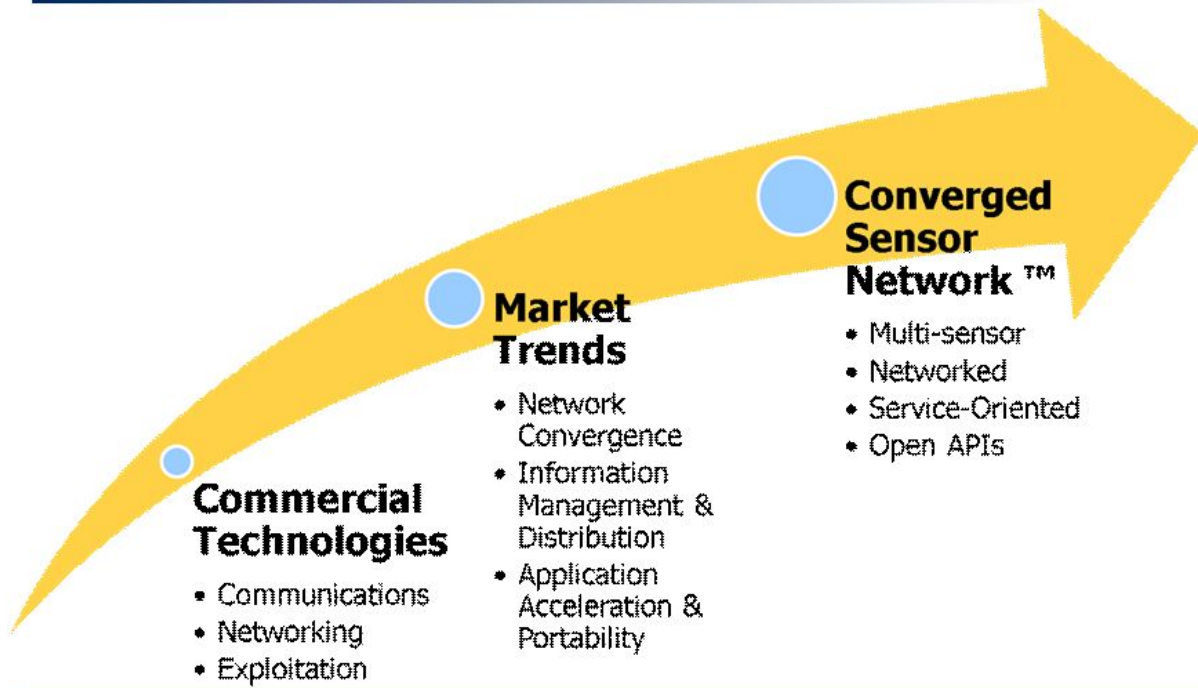 Commercial
Technologies
• Communications
• Networking
• Exploitation
Market
Trends
• Network
Convergence
• Information
Management &
Distribution
• Application
Acceleration &
Portability
Converged
Sensor
Network ™
• Multi-sensor
• Networked
• Service-Oriented
• Open APIs